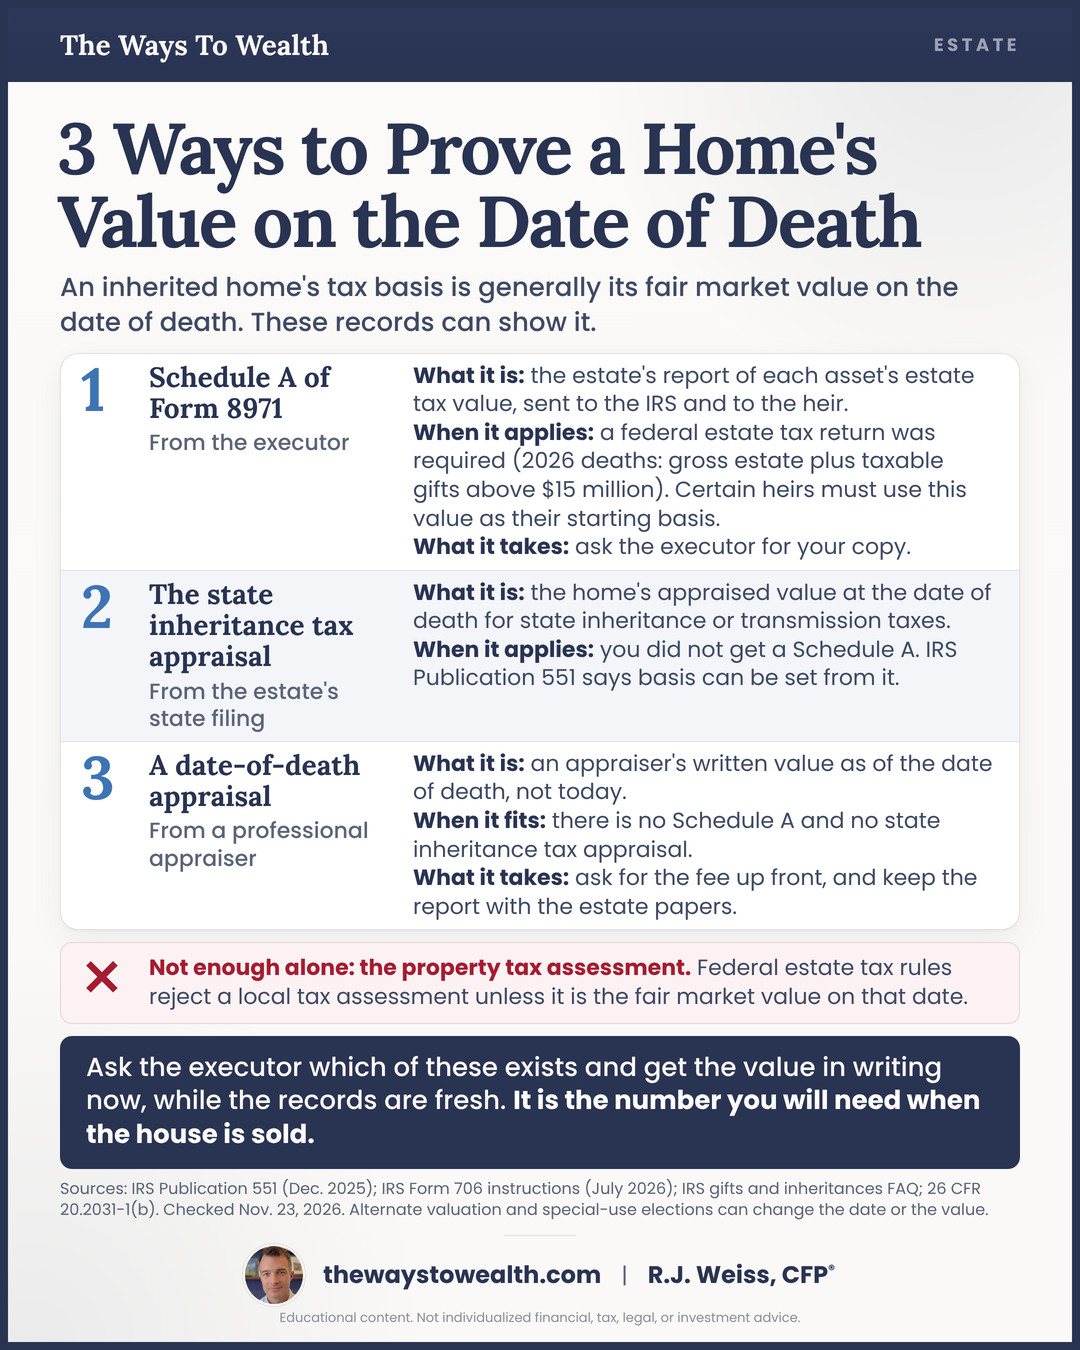 The Ways To Wealth
ESTATE
3 Ways to Prove a Home's
Value on the Date of Death
An inherited home's tax basis is generally its fair market value on the
date of death. These records can show it.
1
Schedule A of
Form 8971
From the executor
What it is: the estate's report of each asset's estate
tax value, sent to the IRS and to the heir.
When it applies: a federal estate tax return was
required (2026 deaths: gross estate plus taxable
gifts above $15 million). Certain heirs must use this
value as their starting basis.
What it takes: ask the executor for your copy.
2
The state
inheritance tax
appraisal
From the estate's
state filing
What it is: the home's appraised value at the date of
death for state inheritance or transmission taxes.
When it applies: you did not get a Schedule A. IRS
Publication 551 says basis can be set from it.
3
A date-of-death
appraisal
From a professional
appraiser
What it is: an appraiser's written value as of the date
of death, not today.
When it fits: there is no Schedule A and no state
inheritance tax appraisal.
What it takes: ask for the fee up front, and keep the
report with the estate papers.
Not enough alone: the property tax assessment. Federal estate tax rules
reject a local tax assessment unless it is the fair market value on that date.
Ask the executor which of these exists and get the value in writing
now, while the records are fresh. It is the number you will need when
the house is sold.
Sources: IRS Publication 551 (Dec. 2025); IRS Form 706 instructions (July 2026); IRS gifts and inheritances FAQ; 26 CFR
20.2031-1(b). Checked Nov. 23, 2026. Alternate valuation and special-use elections can change the date or the value.
thewaystowealth.com | R.J. Weiss, CFP®
Educational content. Not individualized financial, tax, legal, or investment advice.